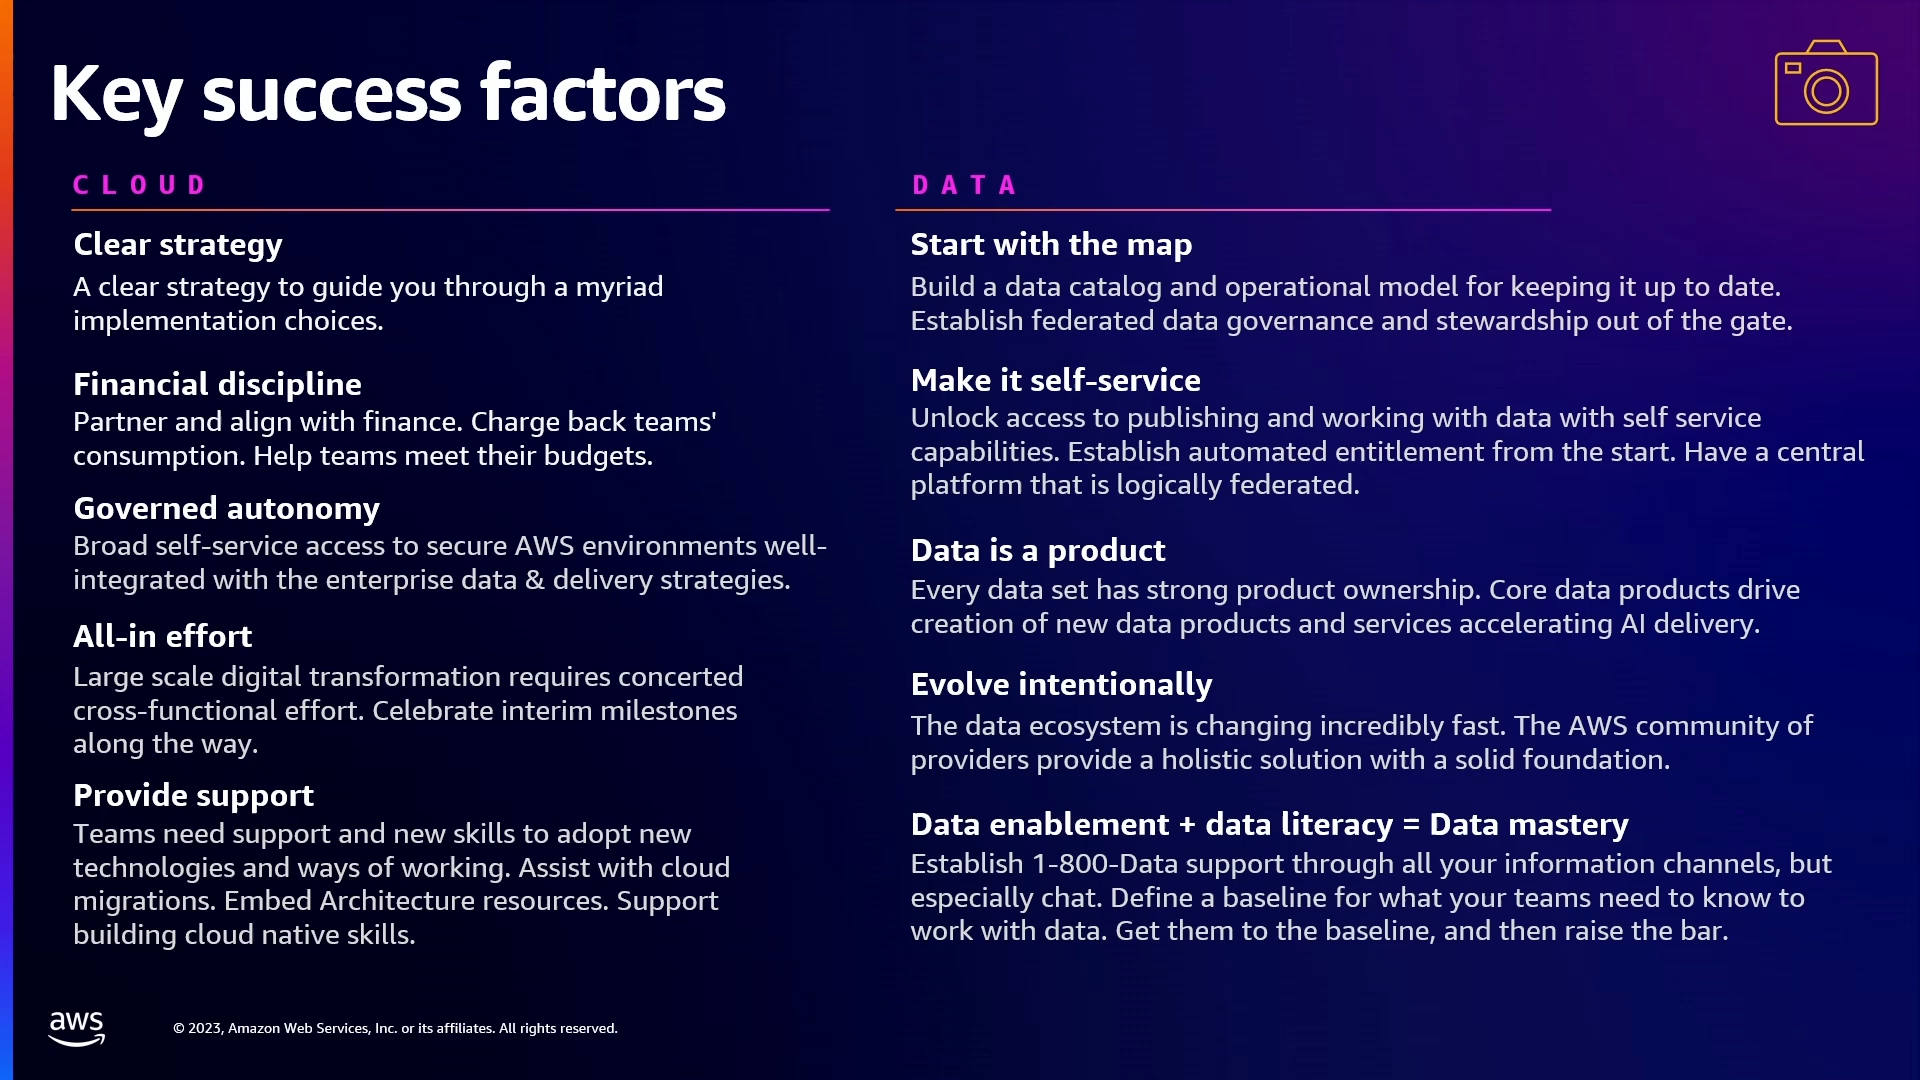 Key success factors
CLOUD
Clear strategy
A clear strategy to guide you through a myriad
implementation choices.
Financial discipline
Partner and align with finance. Charge back teams'
consumption. Help teams meet their budgets.
Governed autonomy
Broad self-service access to secure AWS environments well-
integrated with the enterprise data & delivery strategies.
All-in effort
Large scale digital transformation requires concerted
cross-functional effort. Celebrate interim milestones
along the way.
Provide support
Teams need support and new skills to adopt new
technologies and ways of working. Assist with cloud
migrations. Embed Architecture resources. Support
building cloud native skills.
DATA
Start with the map
Build a data catalog and operational model for keeping it up to date.
Establish federated data governance and stewardship out of the gate.
Make it self-service
Unlock access to publishing and working with data with self service
capabilities. Establish automated entitlement from the start. Have a central
platform that is logically federated.
Data is a product
Every data set has strong product ownership. Core data products drive
creation of new data products and services accelerating AI delivery.
Evolve intentionally
The data ecosystem is changing incredibly fast. The AWS community of
providers provide a holistic solution with a solid foundation.
Data enablement + data literacy = Data mastery
Establish 1-800-Data support through all your information channels, but
especially chat. Define a baseline for what your teams need to know to
work with data. Get them to the baseline, and then raise the bar.
aws
© 2023, Amazon Web Services, Inc. or its affiliates. All rights reserved.